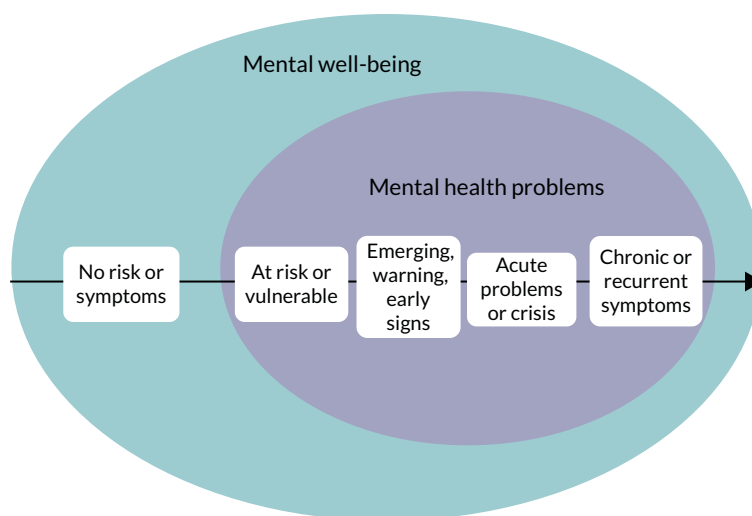 Mental well-being
Mental health problems
No risk or
symptoms
At risk or
vulnerable
Emerging,
warning,
early
signs
Acute
problems
or crisis
Chronic or
recurrent
symptoms